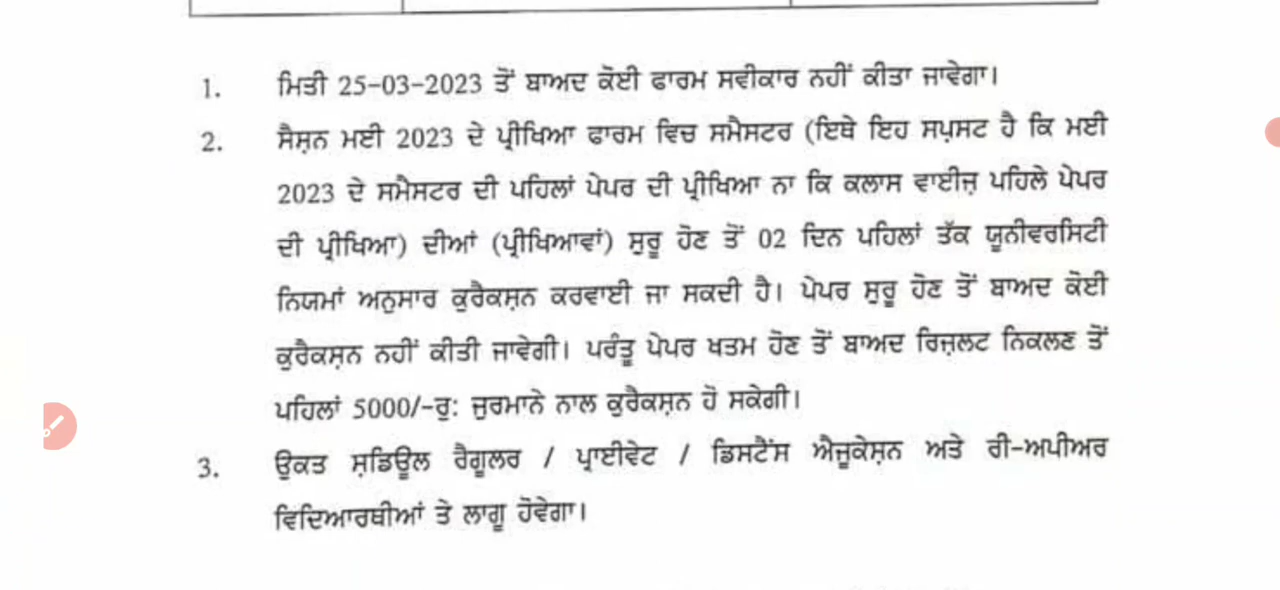 1. ਮਿਤੀ 25-03-2023 ਤੋਂ ਬਾਅਦ ਕੋਈ ਫਾਰਮ ਸਵੀਕਾਰ ਨਹੀਂ ਕੀਤਾ ਜਾਵੇਗਾ।
2. ਸੈਸ਼ਨ ਮਈ 2023 ਦੇ ਪ੍ਰੀਖਿਆ ਫਾਰਮ ਵਿਚ ਸਮੈਸਟਰ (ਇਥੇ ਇਹ ਸਪ਼ਸਟ ਹੈ ਕਿ ਮਈ
2023 ਦੇ ਸਮੈਸਟਰ ਦੀ ਪਹਿਲਾਂ ਪੇਪਰ ਦੀ ਪ੍ਰੀਖਿਆ ਨਾ ਕਿ ਕਲਾਸ ਵਾਈਜ਼ ਪਹਿਲੇ ਪੇਪਰ
ਦੀ ਪ੍ਰੀਖਿਆ) ਦੀਆਂ (ਪ੍ਰੀਖਿਆਵਾਂ) ਸ਼ੁਰੂ ਹੋਣ ਤੋਂ 02 ਦਿਨ ਪਹਿਲਾਂ ਤੱਕ ਯੂਨੀਵਰਸਿਟੀ
ਨਿਯਮਾਂ ਅਨੁਸਾਰ ਕੁਰੈਕਸ਼ਨ ਕਰਵਾਈ ਜਾ ਸਕਦੀ ਹੈ। ਪੇਪਰ ਸ਼ੁਰੂ ਹੋਣ ਤੋਂ ਬਾਅਦ ਕੋਈ
ਕੁਰੈਕਸ਼ਨ ਨਹੀਂ ਕੀਤੀ ਜਾਵੇਗੀ। ਪਰੰਤੂ ਪੇਪਰ ਖਤਮ ਹੋਣ ਤੋਂ ਬਾਅਦ ਰਿਜ਼ਲਟ ਨਿਕਲਣ ਤੋਂ
ਪਹਿਲਾਂ 5000/-ਰੁ: ਜੁਰਮਾਨੇ ਨਾਲ ਕੁਰੈਕਸ਼ਨ ਹੋ ਸਕੇਗੀ।
3. ਉਕਤ ਸ਼ਡਿਊਲ ਰੈਗੂਲਰ / ਪ੍ਰਾਈਵੇਟ / ਡਿਸਟੈਂਸ ਐਜੂਕੇਸ਼ਨ ਅਤੇ ਰੀ-ਅਪੀਅਰ
ਵਿਦਿਆਰਥੀਆਂ ਤੇ ਲਾਗੂ ਹੋਵੇਗਾ।